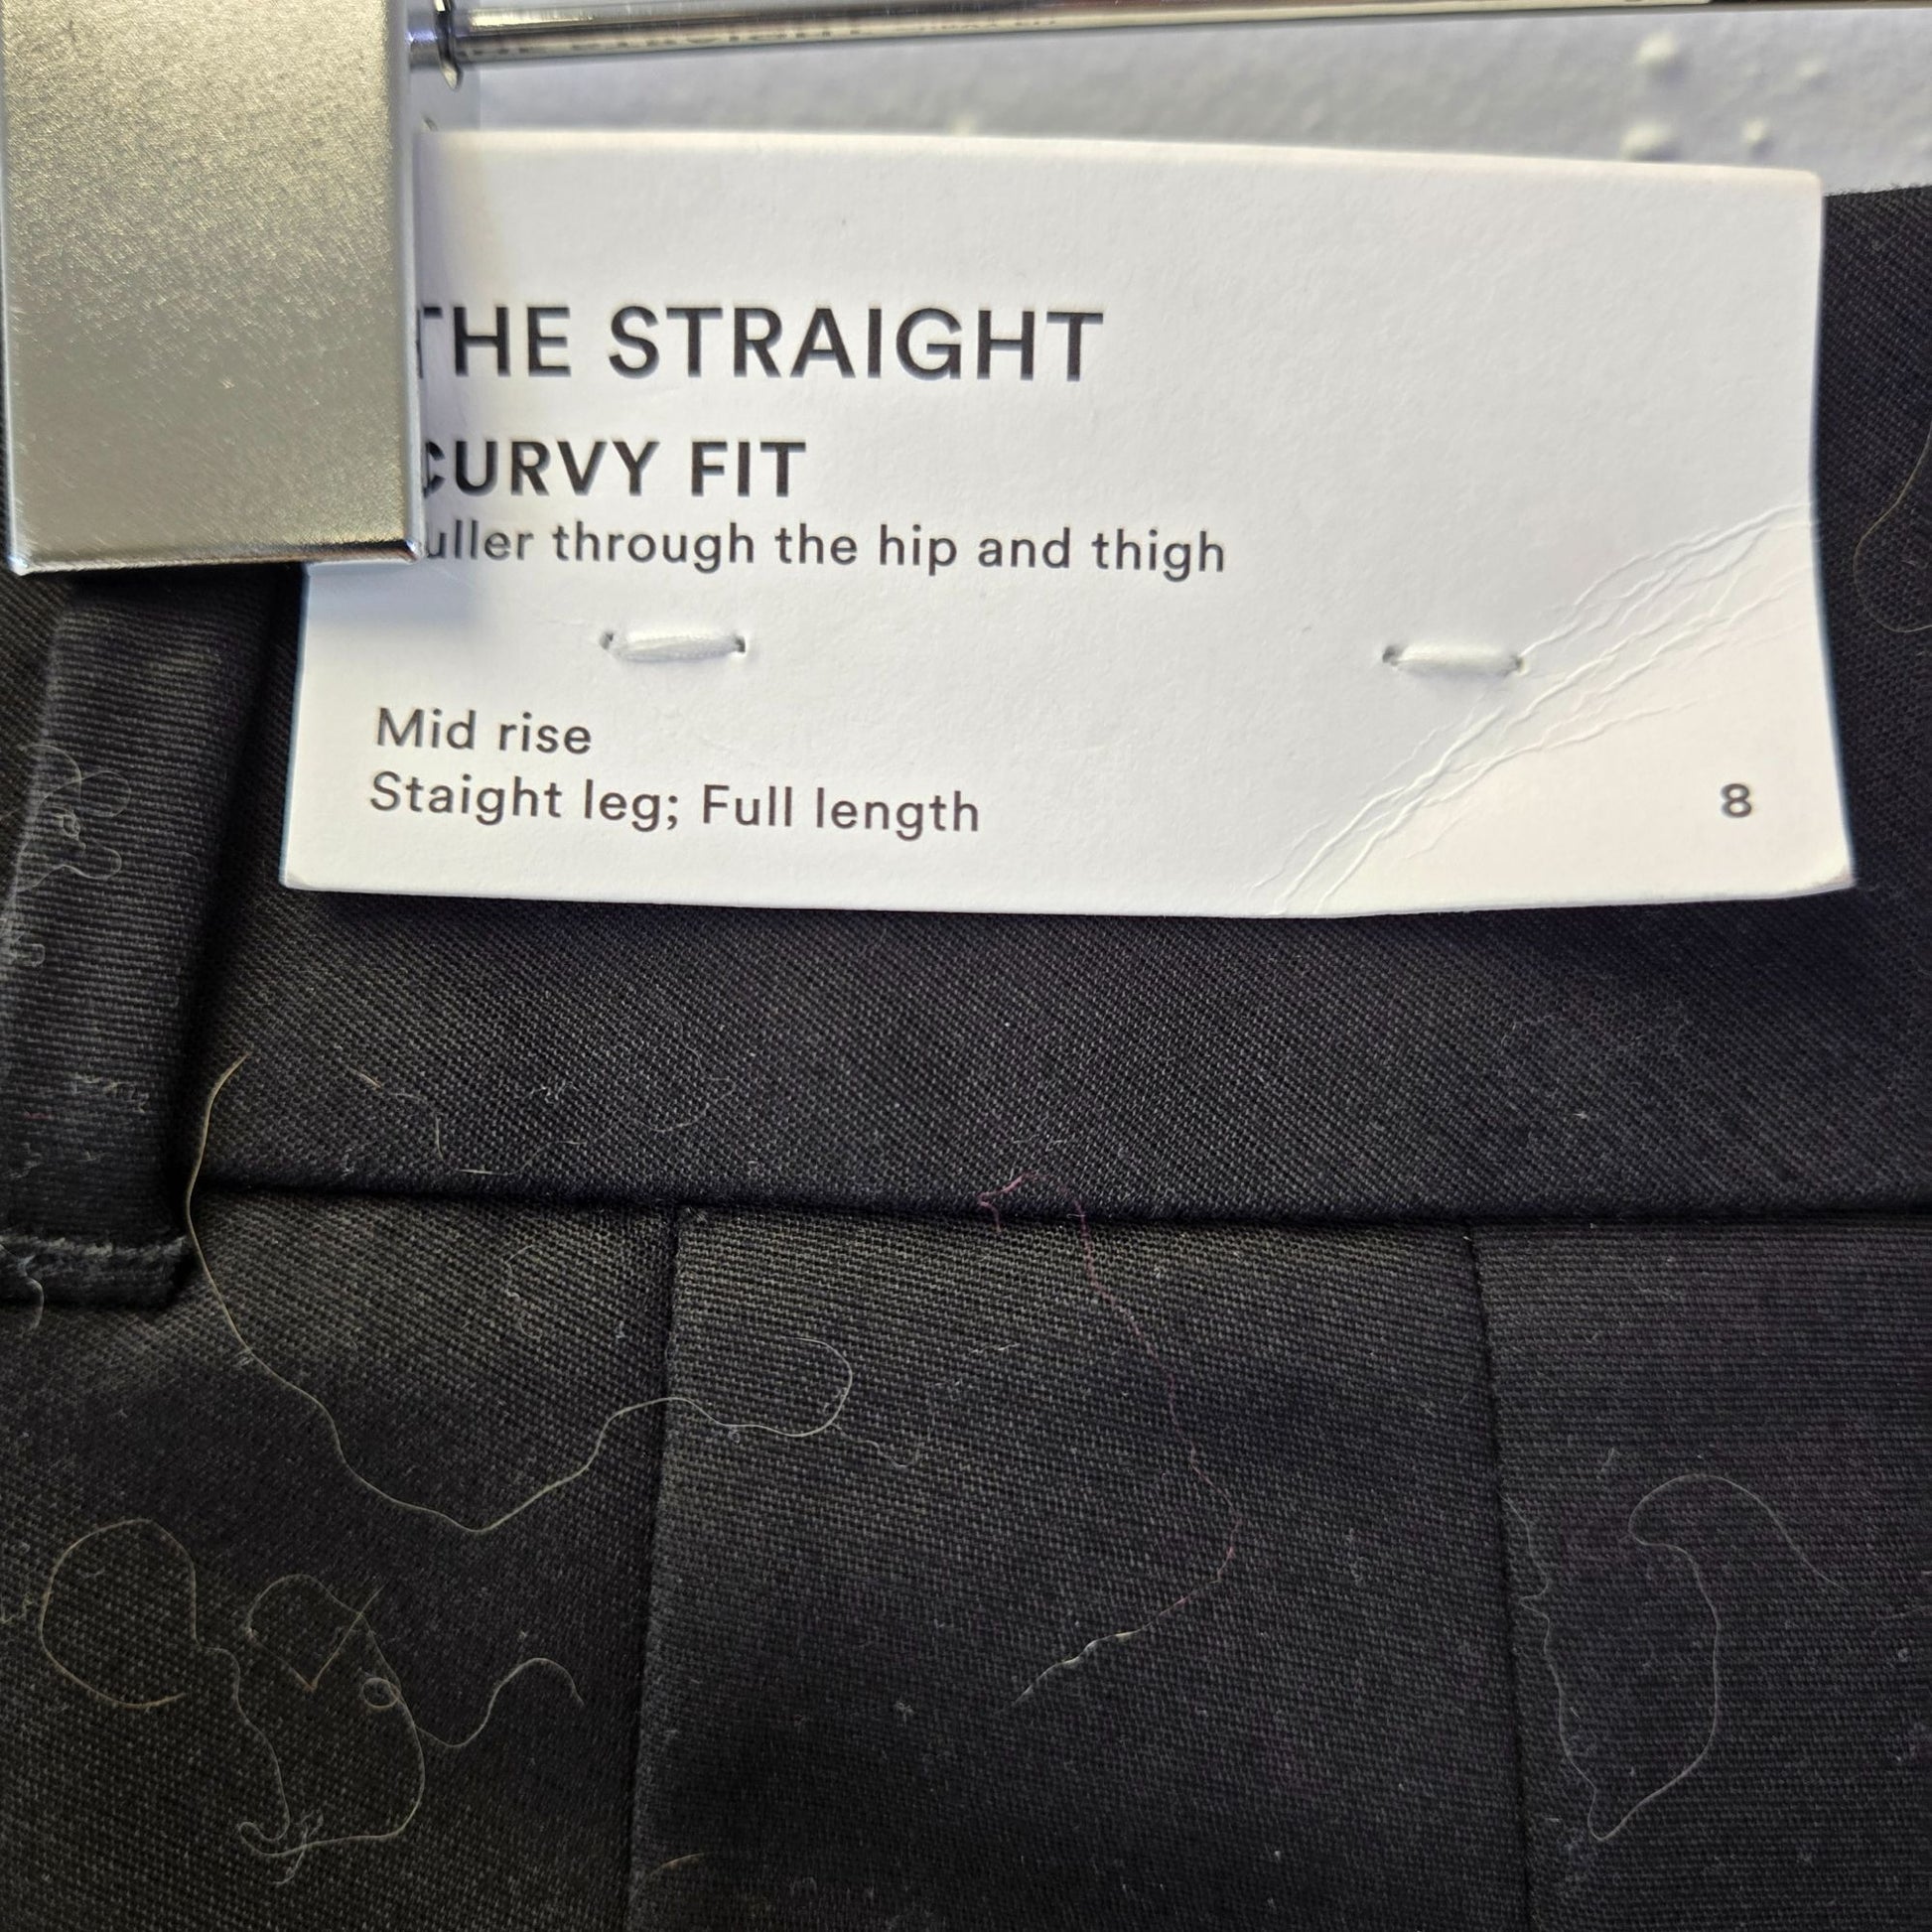 THE STRAIGHT
CURVY FIT
uller through the hip and thigh
Mid rise
Staight leg; Full length
8